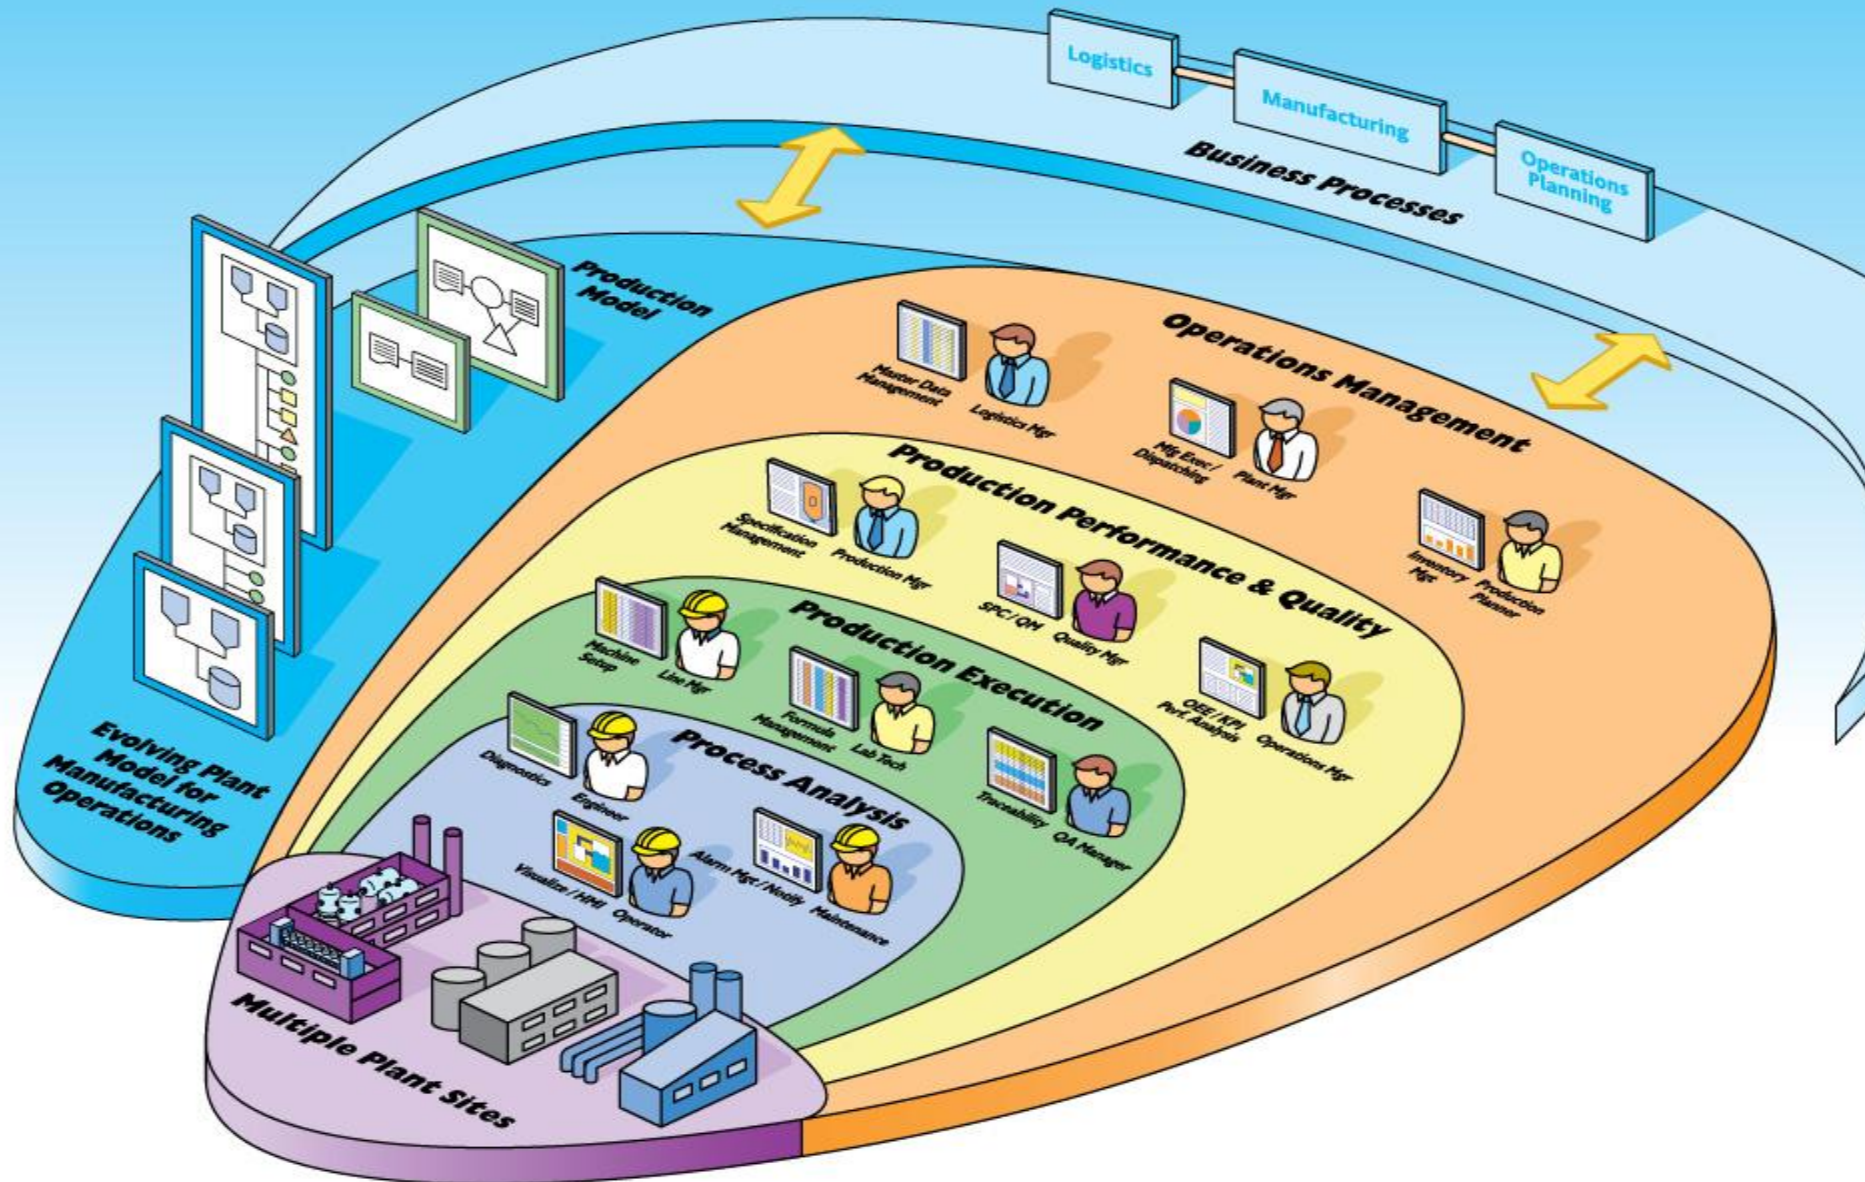 Logistics
Manufacturing
Operations
Planning
Business Processes
Production
Model
Operations Management
Master Data
Management
Logistics Mgr
Mfg Exec /
Dispatching
Plant Mgr
Inventory
Mgt
Production
Planner
Production Performance & Quality
Specification
Management
Production Mgr
SPC / QM
Quality Mgr
OEE / KPI,
Perf. Analysis
Operations Mgr
Production Execution
Machine
Setup
Line Mgr
Formula
Management
Lab Tech
Traceability
QA Manager
Process Analysis
Diagnostics
Engineer
Visualize / HMI
Operator
Alarm Mgt / Notify
Maintenance
Evolving Plant
Model for
Manufacturing
Operations
Multiple Plant Sites